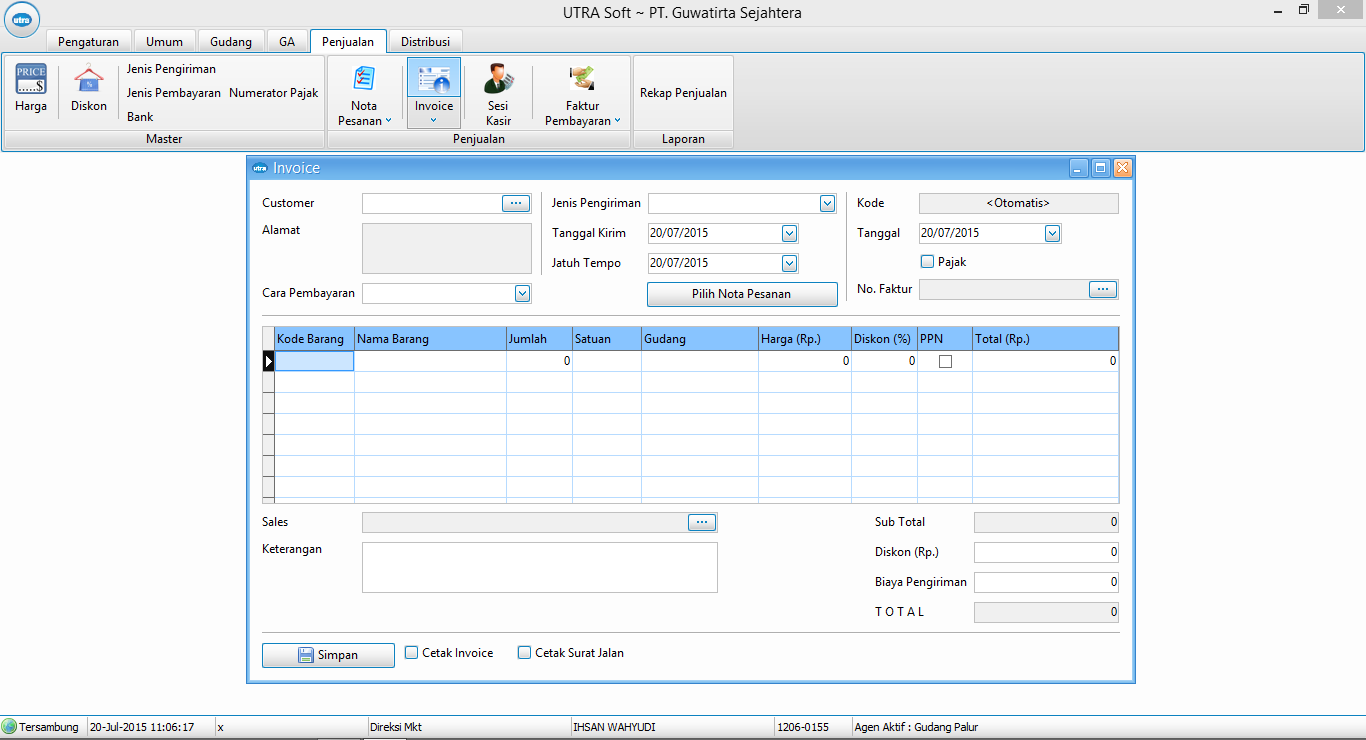 utra
UTRA Soft ~ PT. Guwatirta Sejahtera
Pengaturan Umum Gudang GA Penjualan Distribusi
PRICE
...$
Harga
%
Diskon
Jenis Pengiriman
Jenis Pembayaran Numerator Pajak
Bank
Master
Nota
Pesanan
Invoice
Sesi
Kasir
Faktur
Pembayaran
Penjualan
Rekap Penjualan
Laporan
utra Invoice
Customer ... Jenis Pengiriman Kode <Otomatis>
Alamat Tanggal Kirim 20/07/2015 Tanggal 20/07/2015
Jatuh Tempo 20/07/2015 Pajak
Cara Pembayaran Pilih Nota Pesanan No. Faktur ...
Kode Barang Nama Barang Jumlah Satuan Gudang Harga (Rp.) Diskon (%) PPN Total (Rp.)
0 0 0 0
Sales ... Sub Total 0
Keterangan Diskon (Rp.) 0
Biaya Pengiriman 0
T O T A L 0
Simpan Cetak Invoice Cetak Surat Jalan
Tersambung 20-Jul-2015 11:06:17 x Direksi Mkt IHSAN WAHYUDI 1206-0155 Agen Aktif : Gudang Palur